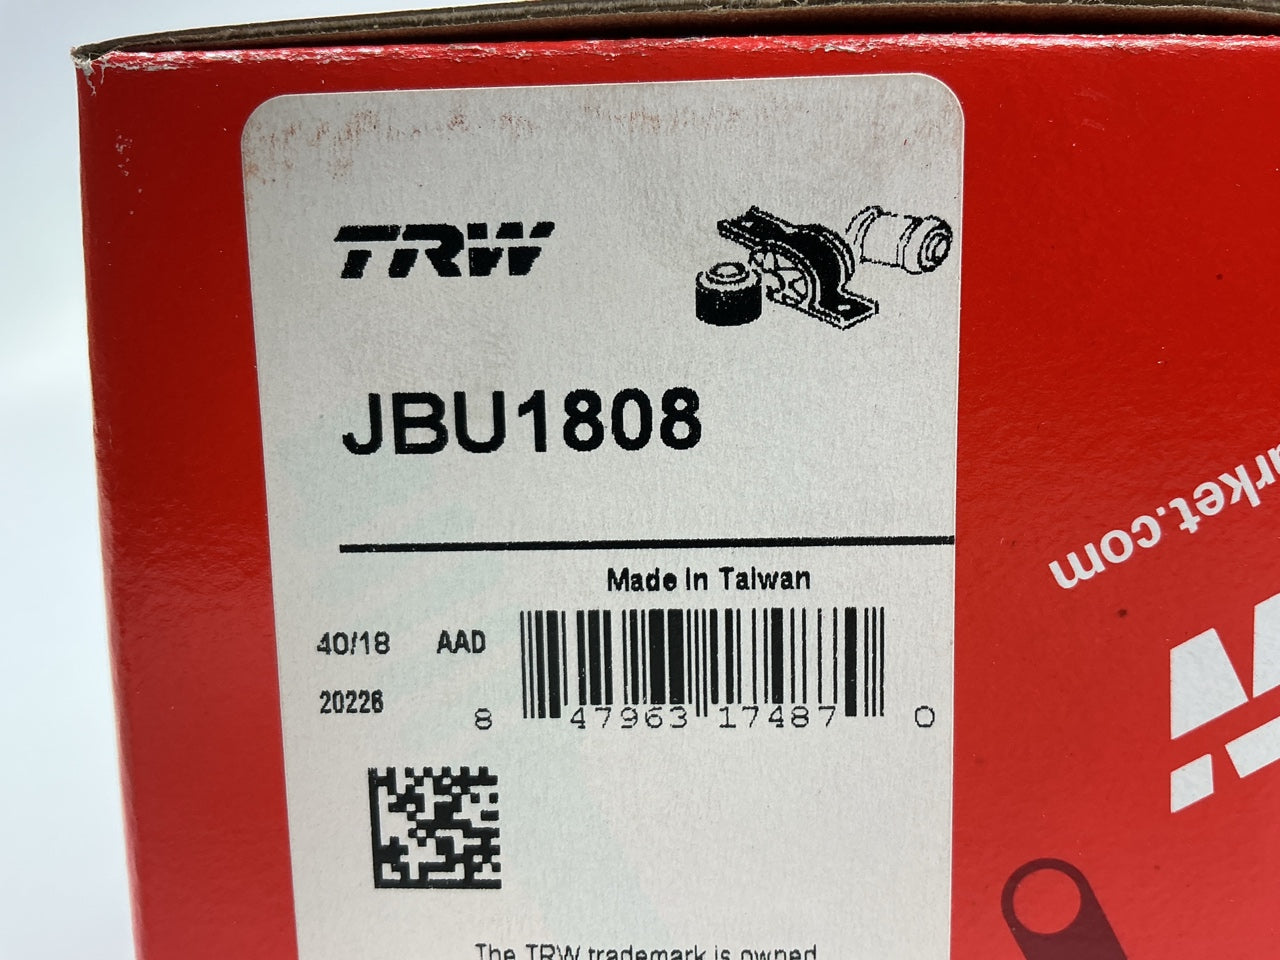 TRW
JBU1808
Made In Taiwan
40/18 AAD
20226
8 47963 17487 0
The TRW trademark is owned
rket.com